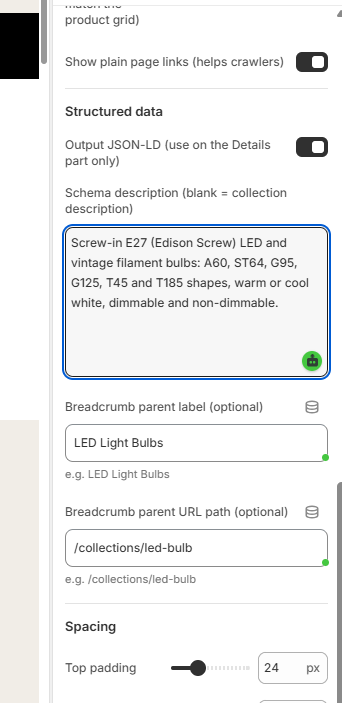 product grid)
Show plain page links (helps crawlers)
Structured data
Output JSON-LD (use on the Details
part only)
Schema description (blank = collection
description)
Screw-in E27 (Edison Screw) LED and
vintage filament bulbs: A60, ST64, G95,
G125, T45 and T185 shapes, warm or cool
white, dimmable and non-dimmable.
Breadcrumb parent label (optional)
LED Light Bulbs
e.g. LED Light Bulbs
Breadcrumb parent URL path (optional)
/collections/led-bulb
e.g. /collections/led-bulb
Spacing
Top padding
24 px